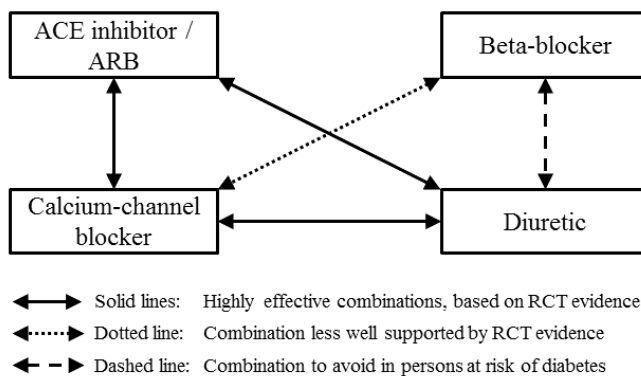 ACE inhibitor /
ARB
Beta-blocker
Calcium-channel
blocker
Diuretic
Solid lines: Highly effective combinations, based on RCT evidence
Dotted line: Combination less well supported by RCT evidence
Dashed line: Combination to avoid in persons at risk of diabetes